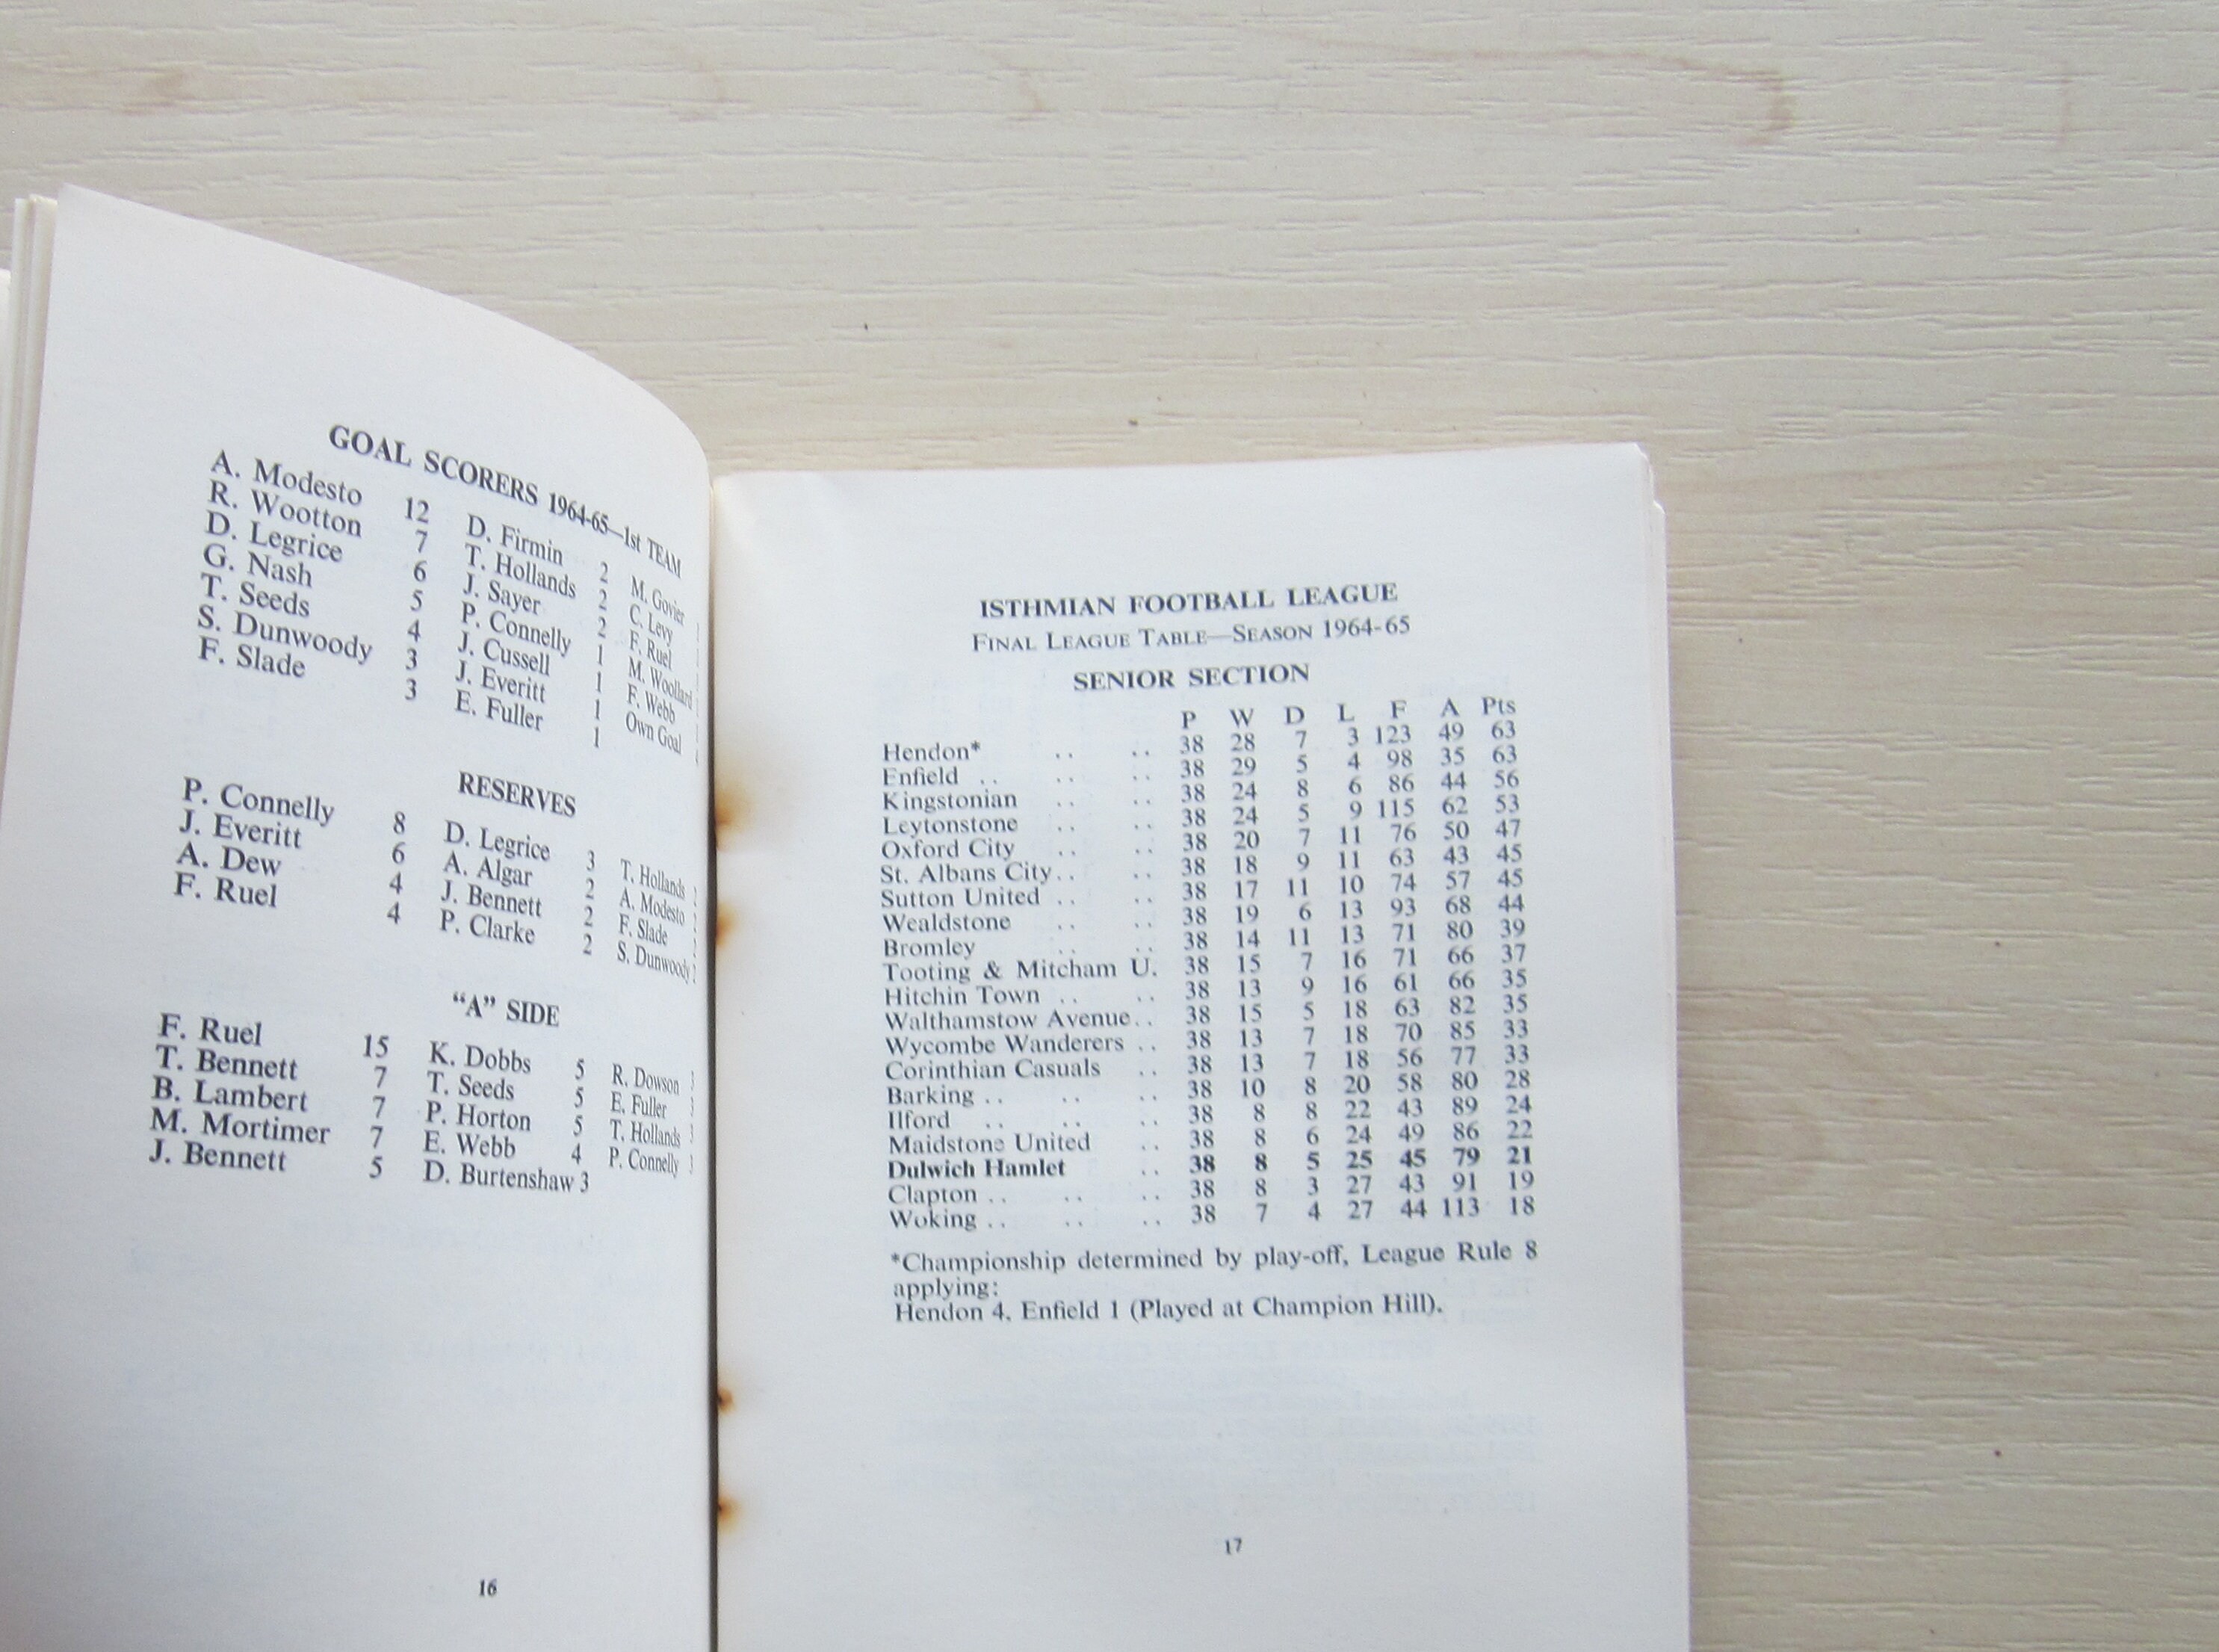 GOAL SCORERS 1964-65—1st TEAM
A. Modesto 12 D. Firmin 2 M. Govier
R. Wootton 7 T. Hollands 2 C. Levy
D. Legrice 6 J. Sayer 2 F. Ruel
G. Nash 5 P. Connelly 1 M. Woollard
T. Seeds 4 J. Cussell 1 F. Webb
S. Dunwoody 3 J. Everitt 1 Own Goal
F. Slade 3 E. Fuller 1
RESERVES
P. Connelly 8 D. Legrice 3 T. Hollands
J. Everitt 6 A. Algar 2 A. Modesto
A. Dew 4 J. Bennett 2 F. Slade
F. Ruel 4 P. Clarke 2 S. Dunwoody
“A” SIDE
F. Ruel 15 K. Dobbs 5 R. Dowson
T. Bennett 7 T. Seeds 5 E. Fuller
B. Lambert 7 P. Horton 5 T. Hollands
M. Mortimer 7 E. Webb 4 P. Connelly
J. Bennett 5 D. Burtenshaw 3
16
ISTHMIAN FOOTBALL LEAGUE
FINAL LEAGUE TABLE—SEASON 1964-65
SENIOR SECTION
P W D L F A Pts
Hendon* .. .. 38 28 7 3 123 49 63
Enfield .. .. .. 38 29 5 4 98 35 63
Kingstonian .. .. 38 24 8 6 86 44 56
Leytonstone .. .. 38 24 5 9 115 62 53
Oxford City .. .. 38 20 7 11 76 50 47
St. Albans City .. .. 38 18 9 11 63 43 45
Sutton United .. .. 38 17 11 10 74 57 45
Wealdstone .. .. 38 19 6 13 93 68 44
Bromley .. .. 38 14 11 13 71 80 39
Tooting & Mitcham U. 38 15 7 16 71 66 37
Hitchin Town .. .. 38 13 9 16 61 66 35
Walthamstow Avenue .. 38 15 5 18 63 82 35
Wycombe Wanderers .. 38 13 7 18 70 85 33
Corinthian Casuals .. 38 13 7 18 56 77 33
Barking .. .. .. 38 10 8 20 58 80 28
Ilford .. .. .. 38 8 8 22 43 89 24
Maidstone United .. 38 8 6 24 49 86 22
Dulwich Hamlet .. 38 8 5 25 45 79 21
Clapton .. .. .. 38 8 3 27 43 91 19
Woking .. .. .. 38 7 4 27 44 113 18
*Championship determined by play-off, League Rule 8
applying:
Hendon 4, Enfield 1 (Played at Champion Hill).
17